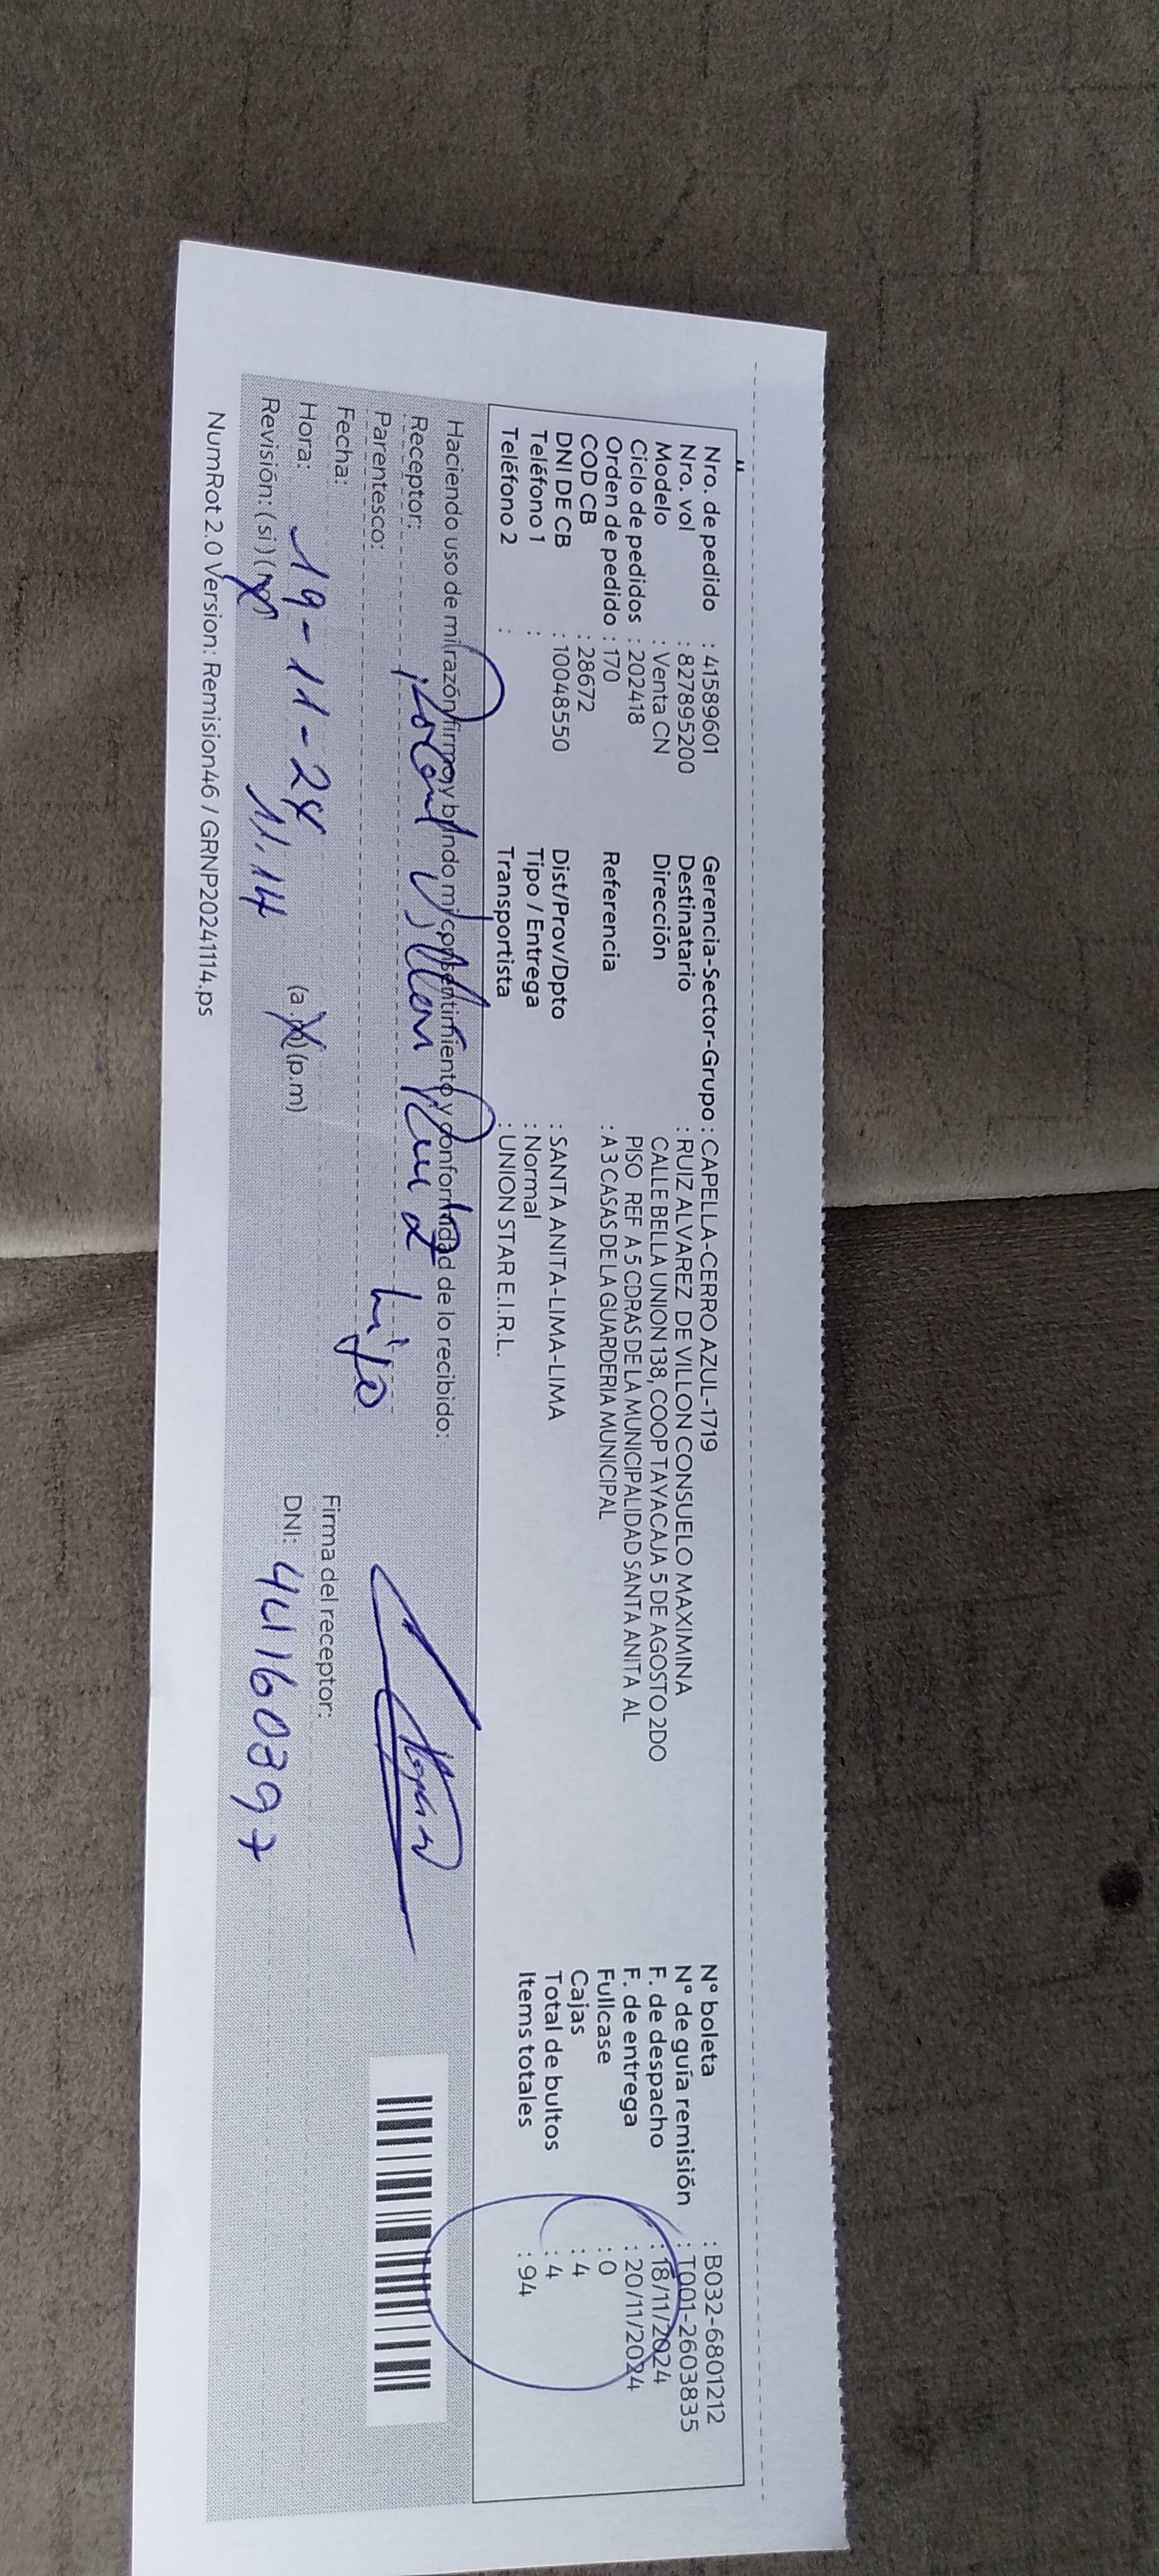 Nro. de pedido : 41589601
Nro. vol : 827895200
Modelo : Venta CN
Ciclo de pedidos : 202418
Orden de pedido : 170
COD CB : 28672
DNI DE CB : 10048550
Teléfono 1 :
Teléfono 2 :
Gerencia-Sector-Grupo : CAPELLA-CERRO AZUL-1719
Destinatario : RUIZ ALVAREZ DE VILLON CONSUELO MAXIMINA
Dirección CALLE BELLA UNION 138, COOP TAYACAJA 5 DE AGOSTO 2DO
PISO REF A 5 CDRAS DE LA MUNICIPALIDAD SANTA ANITA AL
Referencia : A 3 CASAS DE LA GUARDERIA MUNICIPAL
Dist/Prov/Dpto : SANTA ANITA-LIMA-LIMA
Tipo / Entrega : Normal
Transportista : UNION STAR E.I.R.L.
N° boleta : B032-6801212
N° de guía remisión : T001-2603835
F. de despacho : 18/11/2024
F. de entrega : 20/11/2024
Fullcase : 0
Cajas : 4
Total de bultos : 4
Items totales : 94
Haciendo uso de mi razón firmo y brindo mi consentimiento y conformidad de lo recibido:
Receptor: Villon Ruiz
Parentesco: hijo
Fecha: 19-11-24
Hora: 11:14 (a.m) (p.m)
Revisión: (si) (no)
Firma del receptor:
DNI: 44160397
NumRot 2.0 Version: Remision46 / GRNP20241114.ps